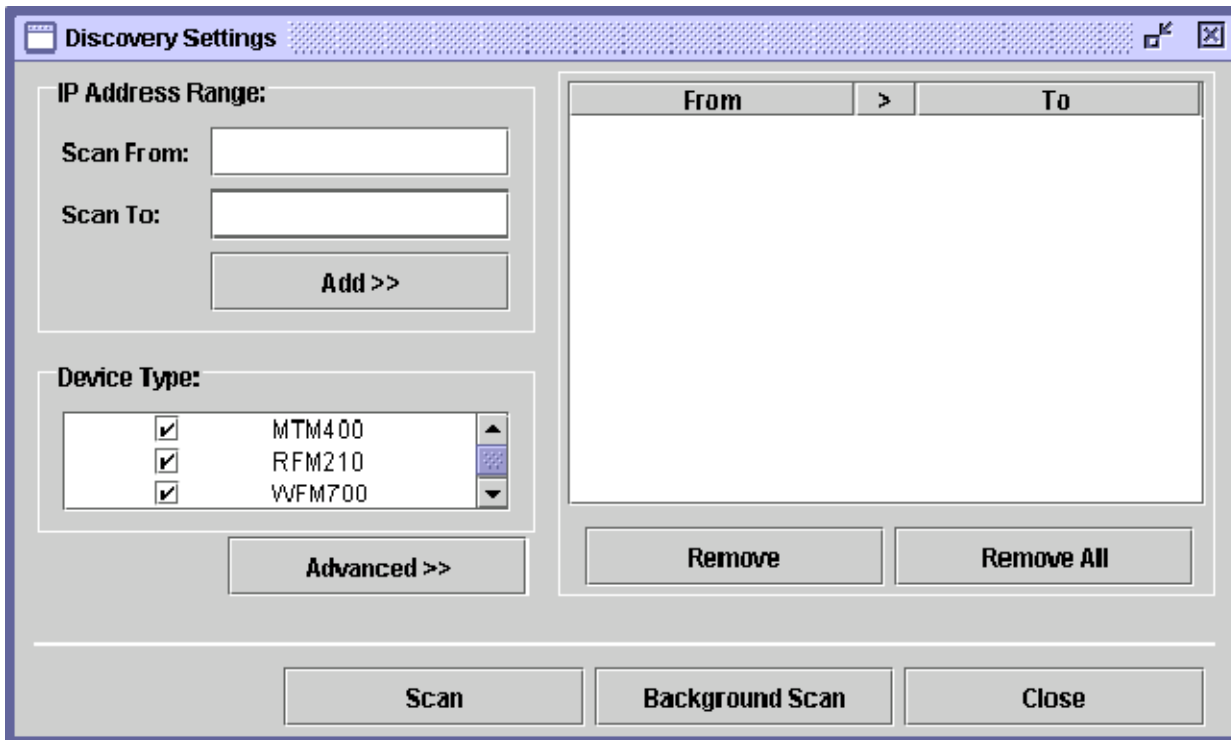 Discovery Settings
IP Address Range:
Scan From:
Scan To:
Add >>
Device Type:
MTM400
RFM210
WFM700
Advanced >>
From > To
Remove Remove All
Scan Background Scan Close